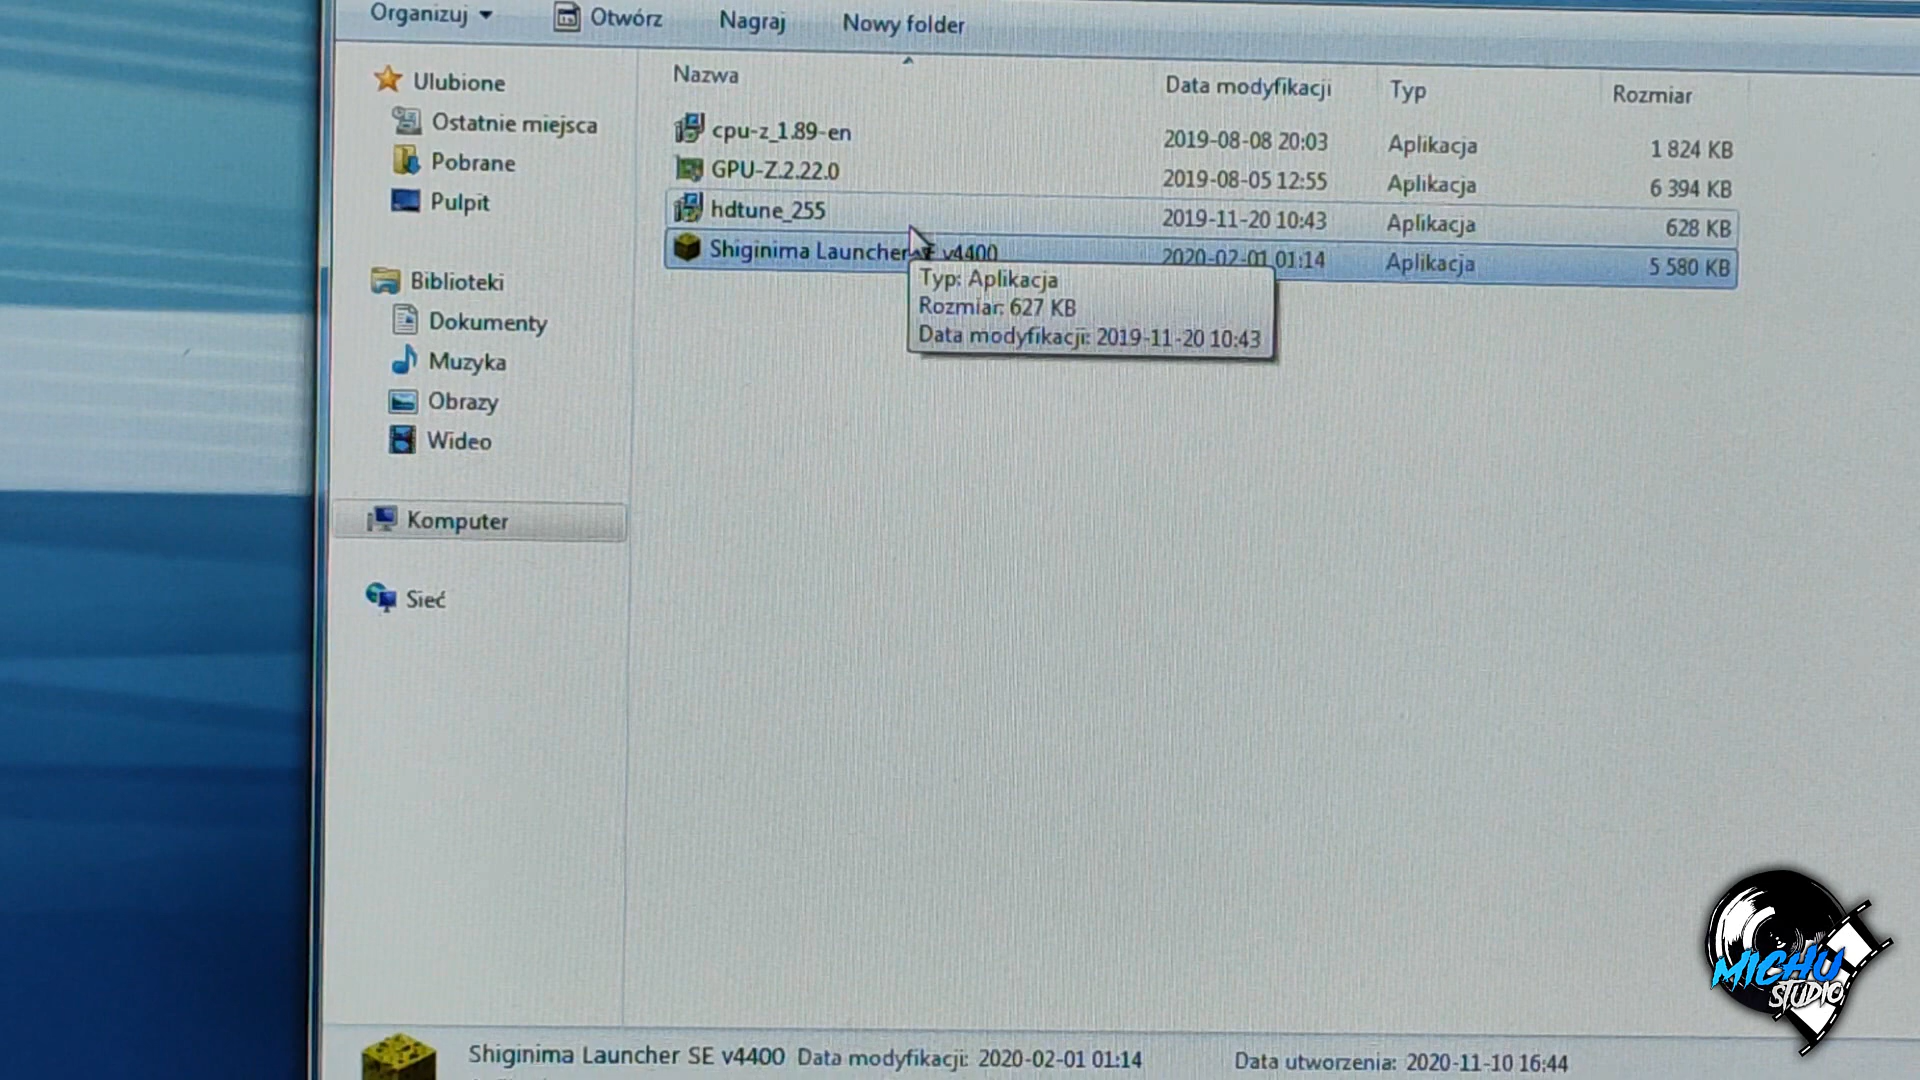 Organizuj Otwórz Nagraj Nowy folder
Ulubione
Ostatnie miejsca
Pobrane
Pulpit
Biblioteki
Dokumenty
Muzyka
Obrazy
Wideo
Komputer
Sieć
Nazwa Data modyfikacji Typ Rozmiar
cpu-z_1.89-en 2019-08-08 20:03 Aplikacja 1 824 KB
GPU-Z.2.22.0 2019-08-05 12:55 Aplikacja 6 394 KB
hdtune_255 2019-11-20 10:43 Aplikacja 628 KB
Shiginima Launcher v4400 2020-02-01 01:14 Aplikacja 5 580 KB
Typ: Aplikacja
Rozmiar: 627 KB
Data modyfikacji: 2019-11-20 10:43
Shiginima Launcher SE v4400 Data modyfikacji: 2020-02-01 01:14 Data utworzenia: 2020-11-10 16:44
MICHU
STUDIO